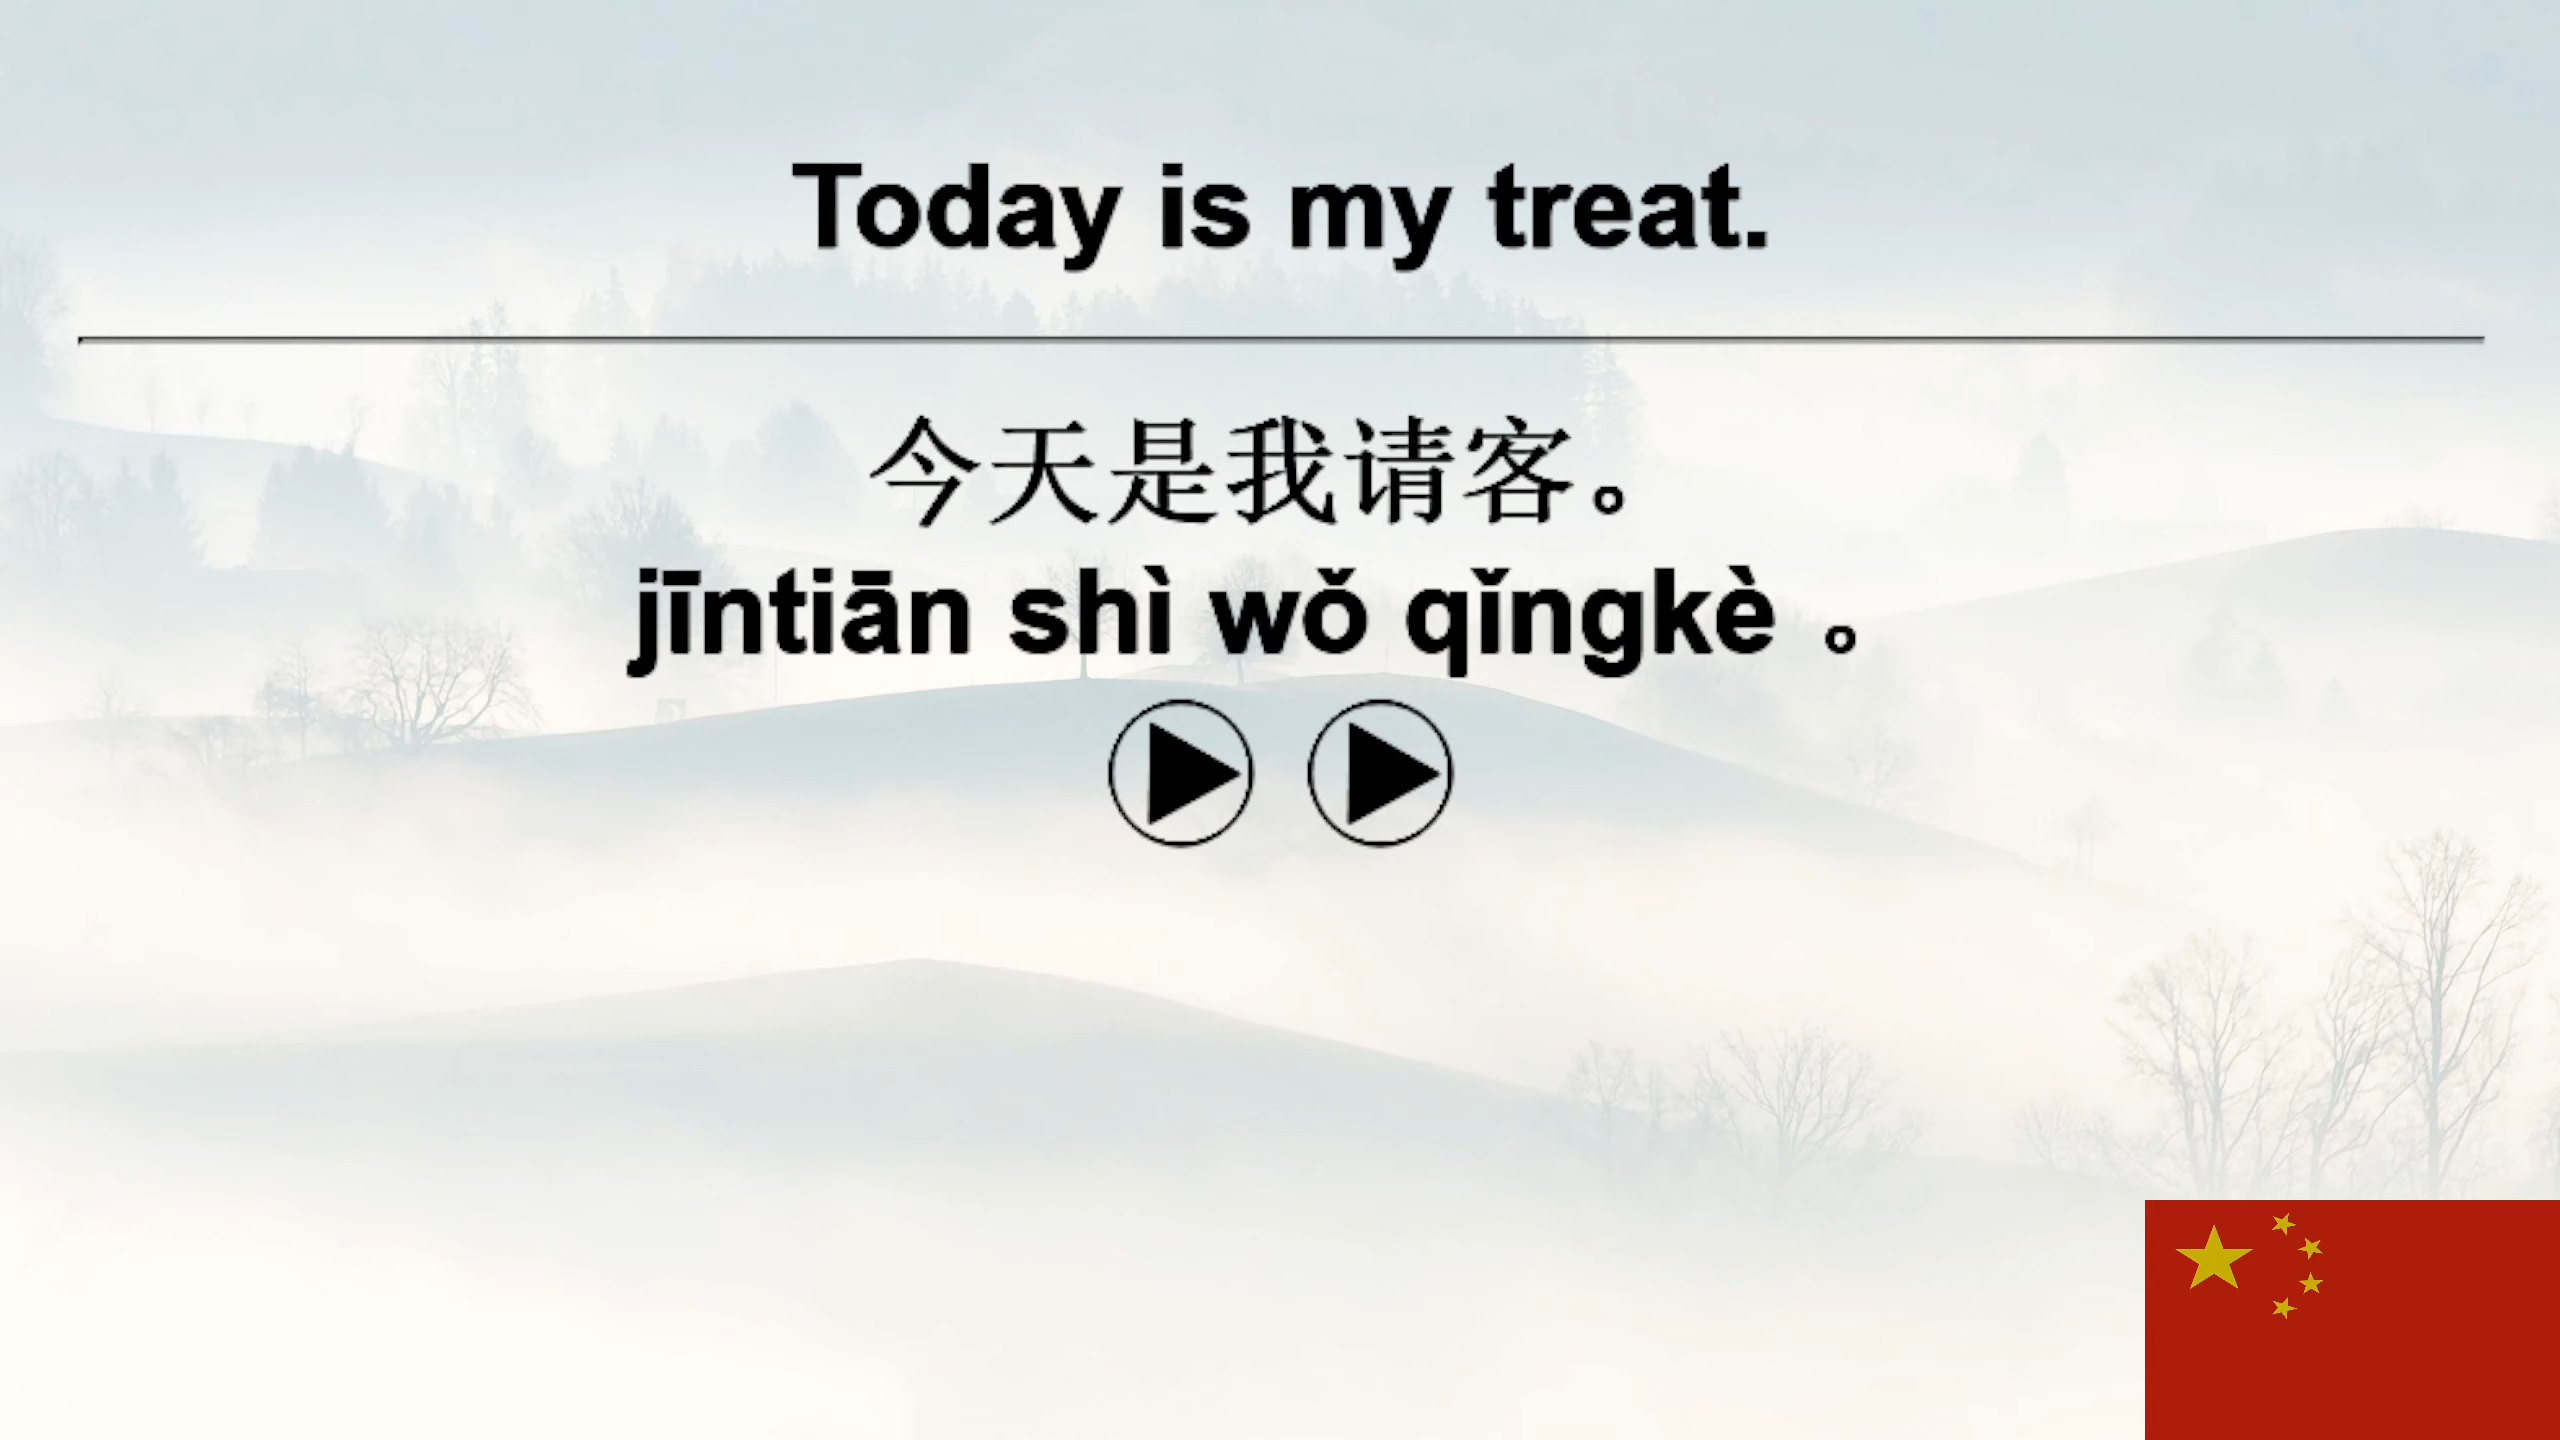 Today is my treat.
今天是我请客。
jīntiān shì wǒ qǐngkè 。